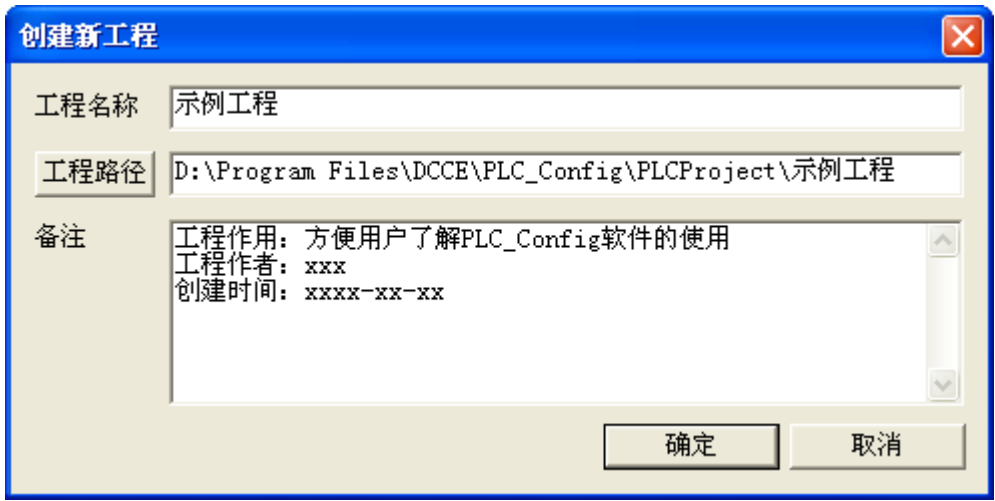 创建新工程
工程名称 示例工程
工程路径 D:\Program Files\DCCE\PLC_Config\PLCProject\示例工程
备注 工程作用：方便用户了解PLC_Config软件的使用
工程作者：xxx
创建时间：xxxx-xx-xx
确定 取消